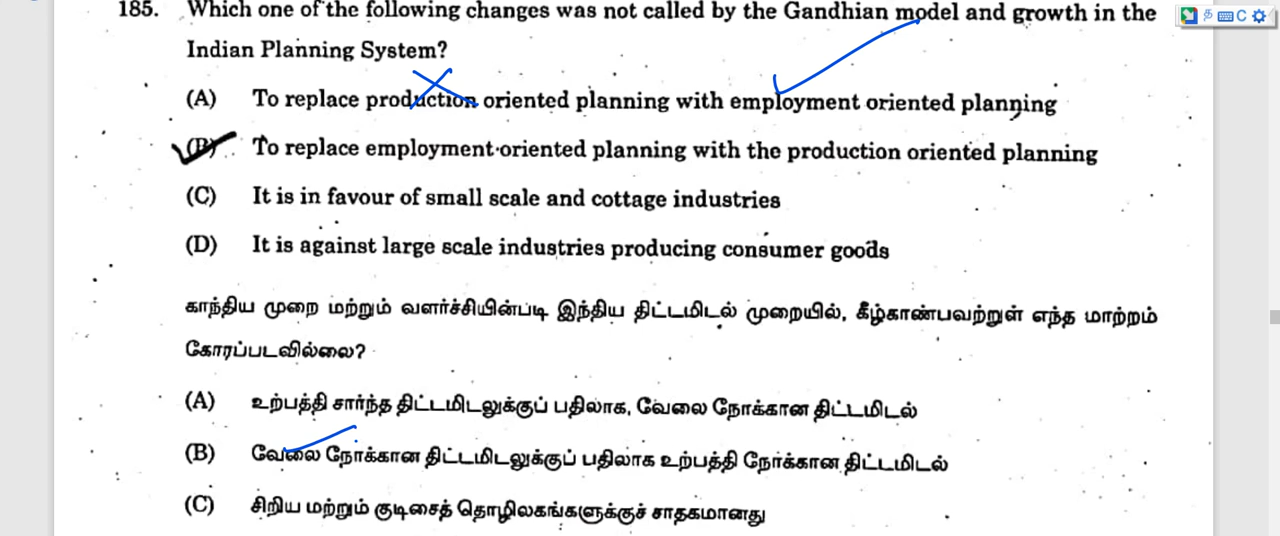 185. Which one of the following changes was not called by the Gandhian model and growth in the
Indian Planning System?
(A) To replace production oriented planning with employment oriented planning
(B) To replace employment oriented planning with the production oriented planning
(C) It is in favour of small scale and cottage industries
(D) It is against large scale industries producing consumer goods
காந்திய முறை மற்றும் வளர்ச்சியின்படி இந்திய திட்டமிடல் முறையில், கீழ்காண்பவற்றுள் எந்த மாற்றம்
கோரப்படவில்லை?
(A) உற்பத்தி சார்ந்த திட்டமிடலுக்குப் பதிலாக, வேலை நோக்கான திட்டமிடல்
(B) வேலை நோக்கான திட்டமிடலுக்குப் பதிலாக உற்பத்தி நோக்கான திட்டமிடல்
(C) சிறிய மற்றும் குடிசைத் தொழிலகங்களுக்குச் சாதகமானது